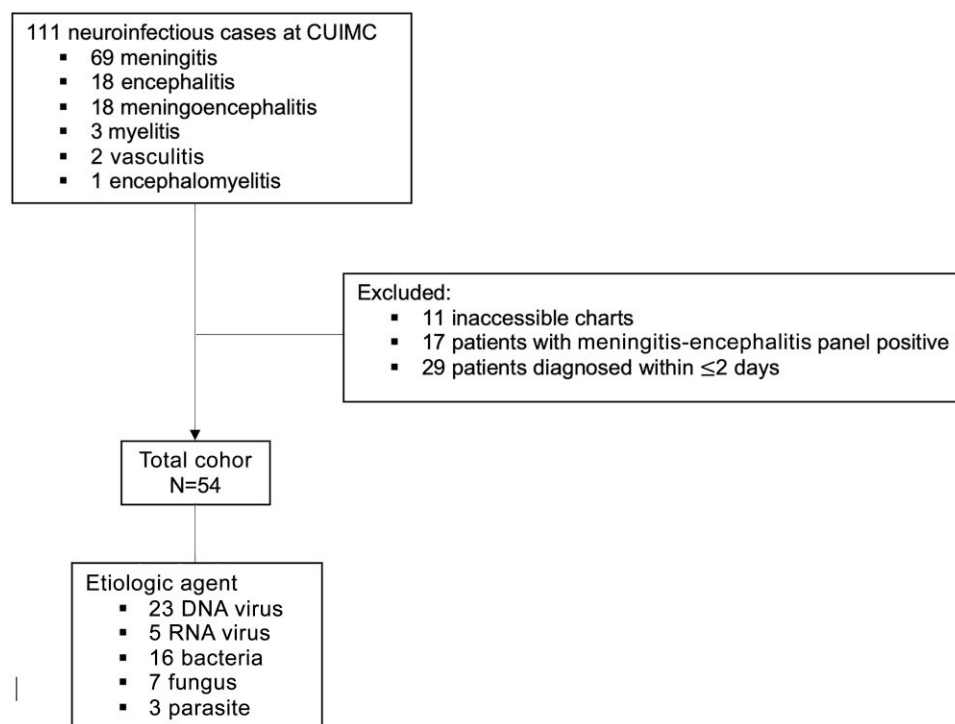 111 neuroinfectious cases at CUIMC
▪ 69 meningitis
▪ 18 encephalitis
▪ 18 meningoencephalitis
▪ 3 myelitis
▪ 2 vasculitis
▪ 1 encephalomyelitis
Excluded:
▪ 11 inaccessible charts
▪ 17 patients with meningitis-encephalitis panel positive
▪ 29 patients diagnosed within ≤2 days
Total cohor
N=54
Etiologic agent
▪ 23 DNA virus
▪ 5 RNA virus
▪ 16 bacteria
▪ 7 fungus
▪ 3 parasite